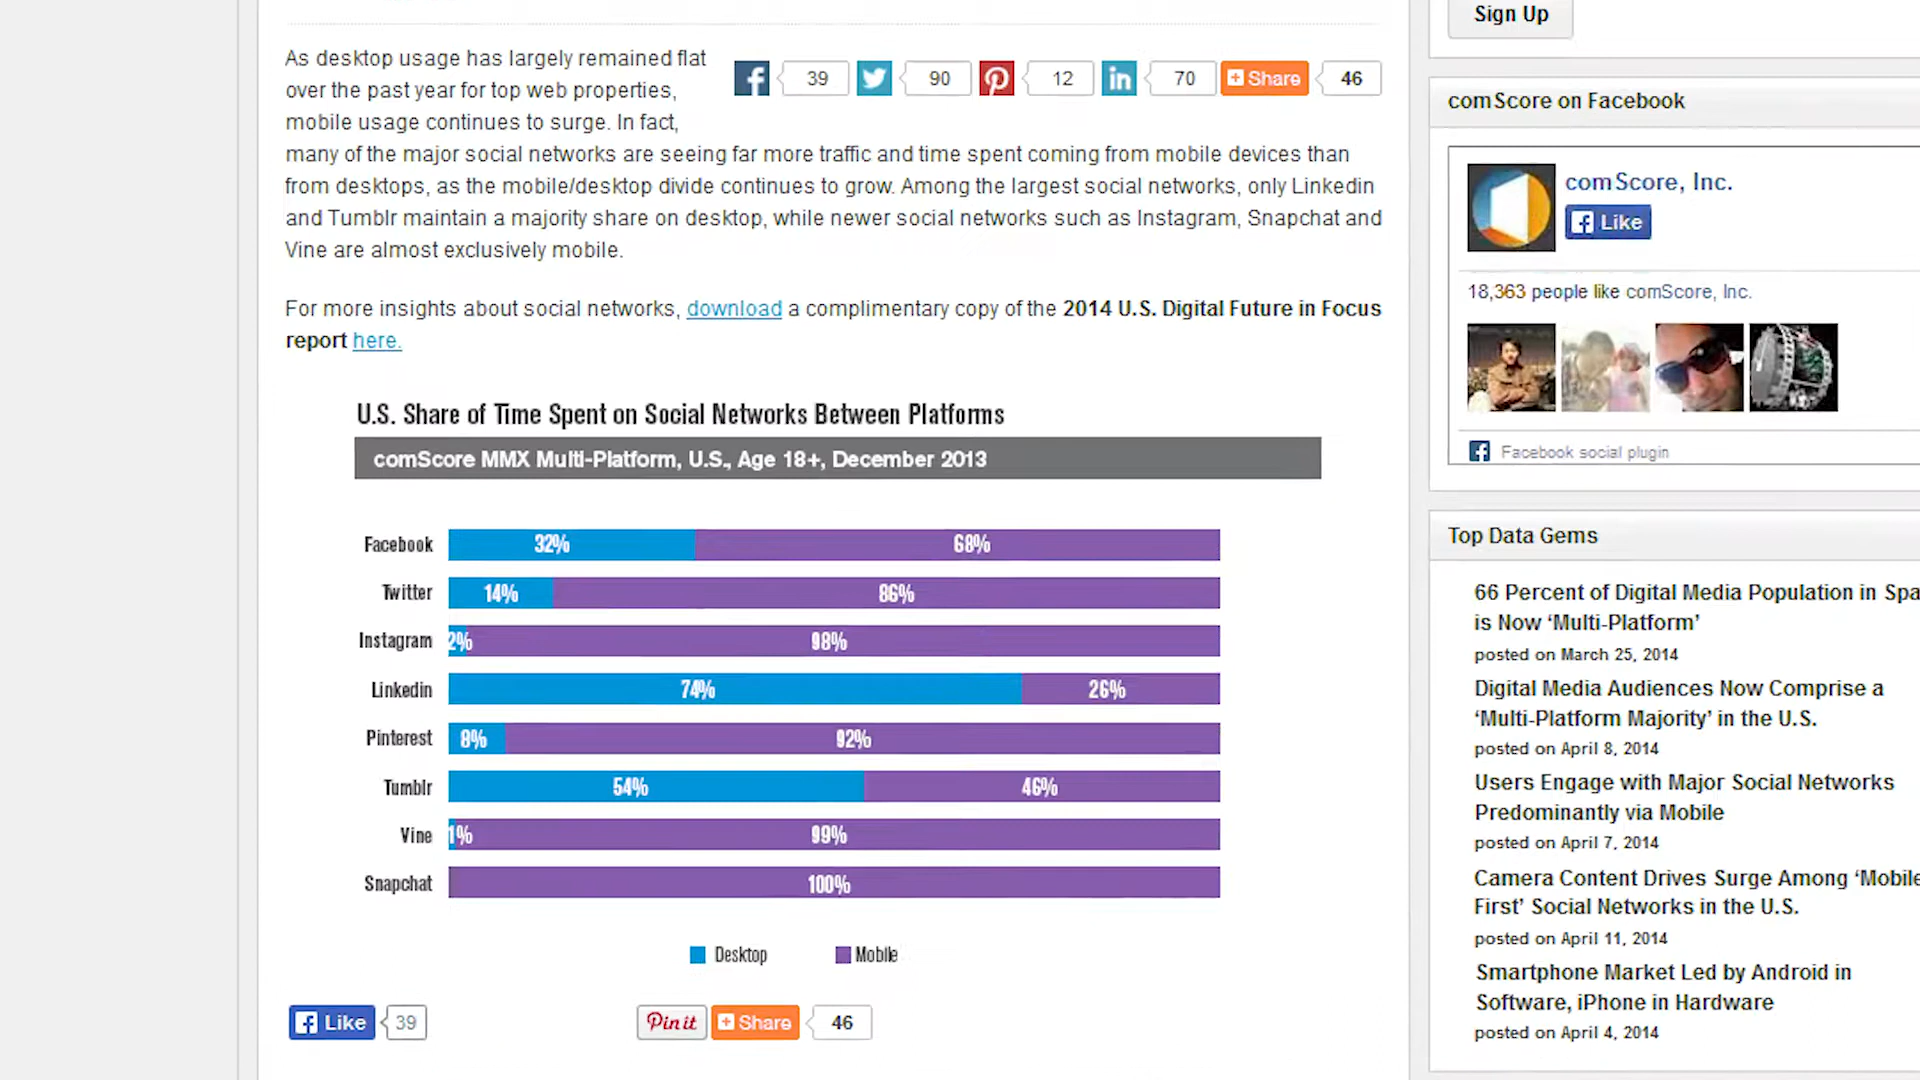 As desktop usage has largely remained flat
over the past year for top web properties,
mobile usage continues to surge. In fact,
many of the major social networks are seeing far more traffic and time spent coming from mobile devices than
from desktops, as the mobile/desktop divide continues to grow. Among the largest social networks, only Linkedin
and Tumblr maintain a majority share on desktop, while newer social networks such as Instagram, Snapchat and
Vine are almost exclusively mobile.
39 90 12 70 Share 46
For more insights about social networks, download a complimentary copy of the 2014 U.S. Digital Future in Focus
report here.
U.S. Share of Time Spent on Social Networks Between Platforms
comScore MMX Multi-Platform, U.S., Age 18+, December 2013
Facebook 32% 68%
Twitter 14% 86%
Instagram 2% 98%
Linkedin 74% 26%
Pinterest 8% 92%
Tumblr 54% 46%
Vine 1% 99%
Snapchat 100%
Desktop Mobile
Like 39 Pin it Share 46
Sign Up
comScore on Facebook
comScore, Inc.
Like
18,363 people like comScore, Inc.
Facebook social plugin
Top Data Gems
66 Percent of Digital Media Population in Spa
is Now ‘Multi-Platform’
posted on March 25, 2014
Digital Media Audiences Now Comprise a
‘Multi-Platform Majority’ in the U.S.
posted on April 8, 2014
Users Engage with Major Social Networks
Predominantly via Mobile
posted on April 7, 2014
Camera Content Drives Surge Among ‘Mobile
First’ Social Networks in the U.S.
posted on April 11, 2014
Smartphone Market Led by Android in
Software, iPhone in Hardware
posted on April 4, 2014